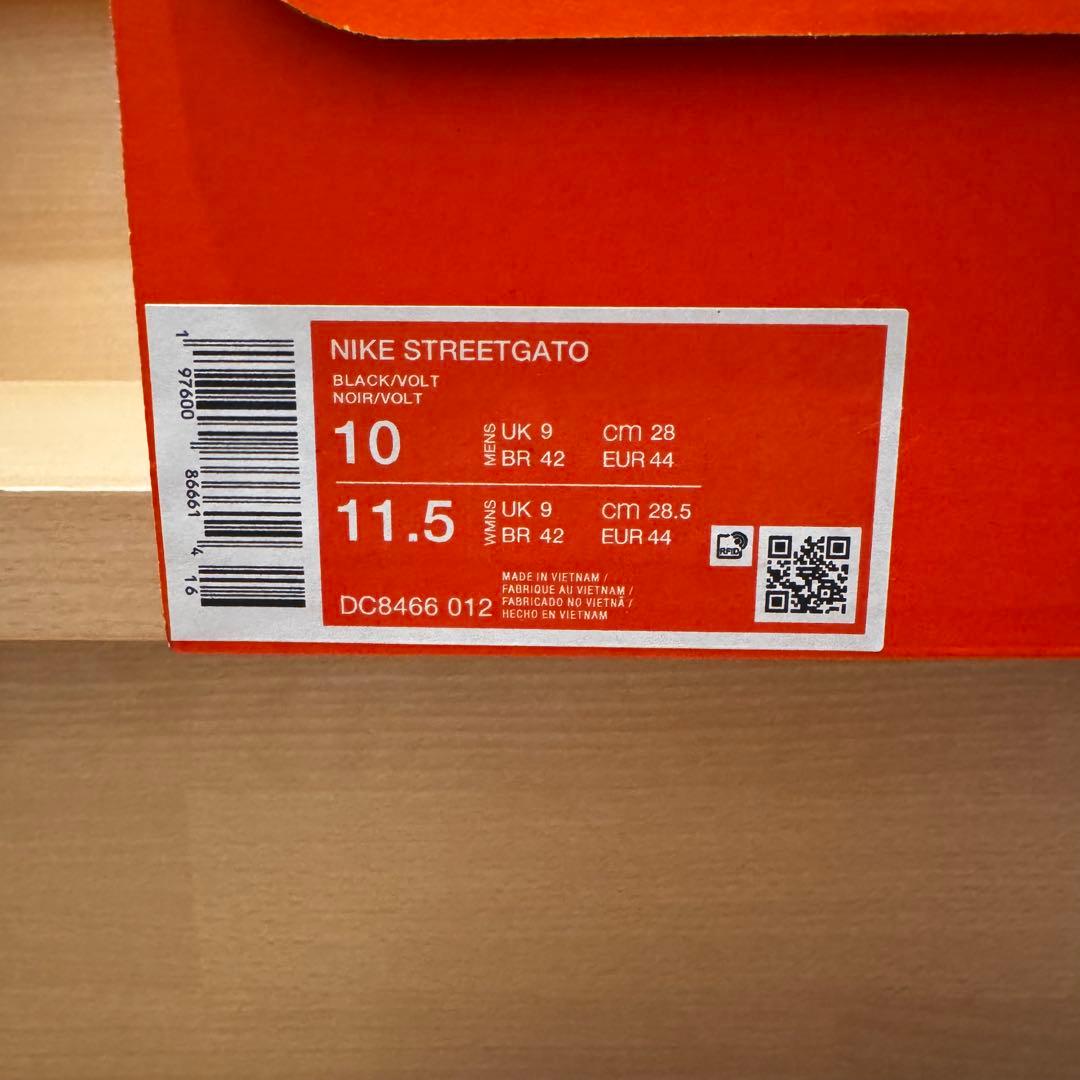 NIKE STREETGATO
BLACK/VOLT
NOIR/VOLT
10 MENS UK 9 cm 28
BR 42 EUR 44
11.5 WMNS UK 9 cm 28.5
BR 42 EUR 44
RFID
DC8466 012
MADE IN VIETNAM /
FABRIQUE AU VIETNAM /
FABRICADO NO VIETNÃ /
HECHO EN VIETNAM
1 97600 86661 4 16